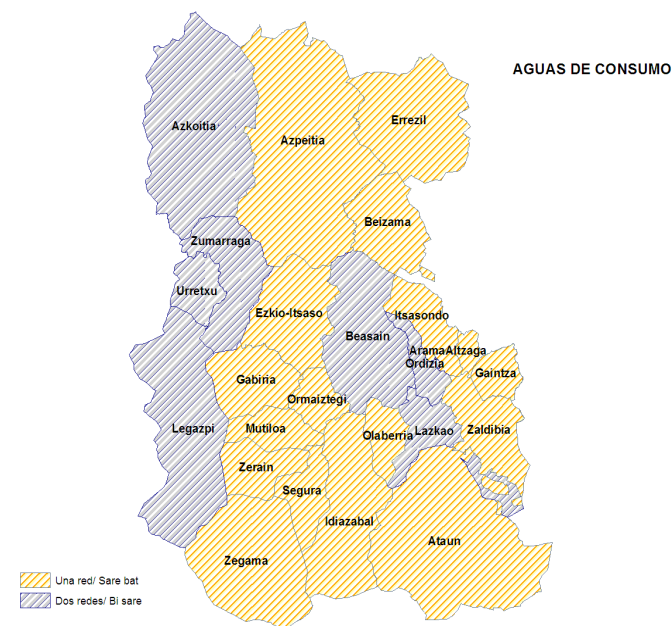 AGUAS DE CONSUMO
Azkoitia
Azpeitia
Errezil
Beizama
Zumarraga
Urretxu
Ezkio-Itsaso
Beasain
Itsasondo
Arama
Altzaga
Ordizia
Gaintza
Gabiria
Ormaiztegi
Legazpi
Mutiloa
Olaberria
Lazkao
Zaldibia
Zerain
Segura
Idiazabal
Ataun
Zegama
Una red/ Sare bat
Dos redes/ Bi sare